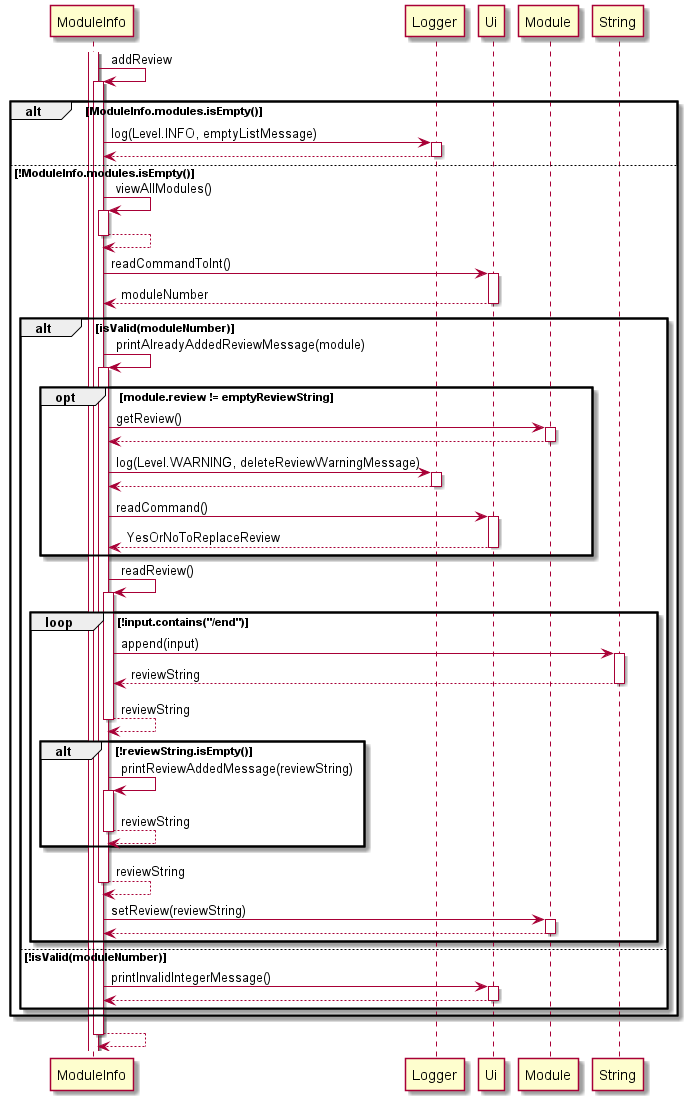 ModuleInfo Logger Ui Module String
addReview
alt [ModuleInfo.modules.isEmpty()]
log(Level.INFO, emptyListMessage)
[!ModuleInfo.modules.isEmpty()]
viewAllModules()
readCommandToInt()
moduleNumber
alt [isValid(moduleNumber)]
printAlreadyAddedReviewMessage(module)
opt [module.review != emptyReviewString]
getReview()
log(Level.WARNING, deleteReviewWarningMessage)
readCommand()
YesOrNoToReplaceReview
readReview()
loop [!input.contains("/end")]
append(input)
reviewString
reviewString
alt [!reviewString.isEmpty()]
printReviewAddedMessage(reviewString)
reviewString
reviewString
setReview(reviewString)
[!isValid(moduleNumber)]
printInvalidIntegerMessage()
ModuleInfo Logger Ui Module String